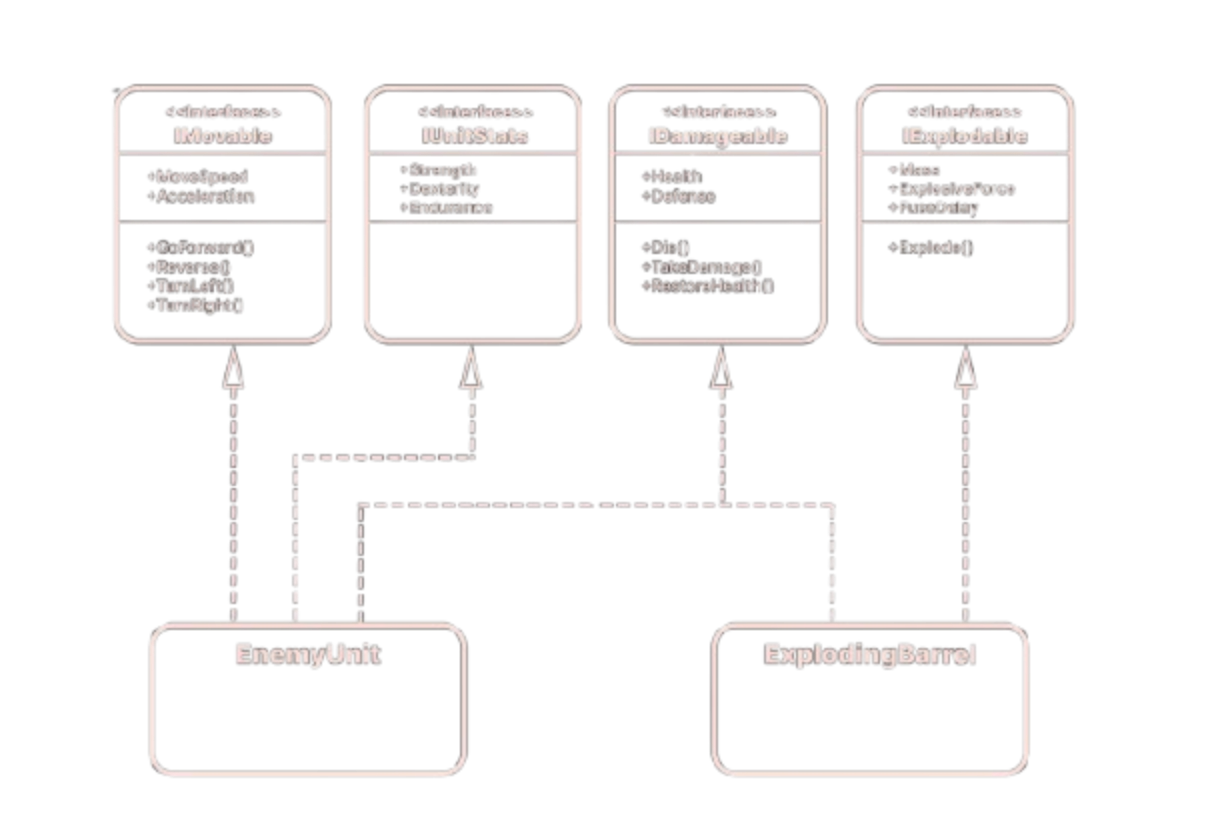 <<Interface>>
IMovable
+MoveSpeed
+Acceleration
+GoForward()
+Reverse()
+TurnLeft()
+TurnRight()
<<Interface>>
IUnitStats
+Strength
+Dexterity
+Endurance
<<Interface>>
IDamageable
+Health
+Defense
+Die()
+TakeDamage()
+RestoreHealth()
<<Interface>>
IExplodable
+Mass
+ExplosiveForce
+FuseDelay
+Explode()
EnemyUnit
ExplodingBarrel